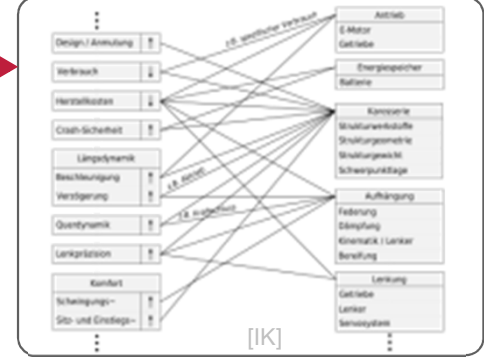 Design / Anmutung
Verbrauch
Herstellkosten
Crash-Sicherheit
Längsdynamik
Beschleunigung
Verzögerung
Querdynamik
Lenkpräzision
Komfort
Schwingungs-
Sitz- und Einstiegs-
z.B. spezifischer Verbrauch
z.B.
z.B.
Antrieb
E-Motor
Getriebe
Energiespeicher
Batterie
Karosserie
Strukturwerkstoffe
Strukturgeometrie
Strukturgewicht
Schwerpunktlage
Aufhängung
Federung
Dämpfung
Kinematik / Lenker
Bereifung
Lenkung
Getriebe
Lenker
Servosystem
[IK]